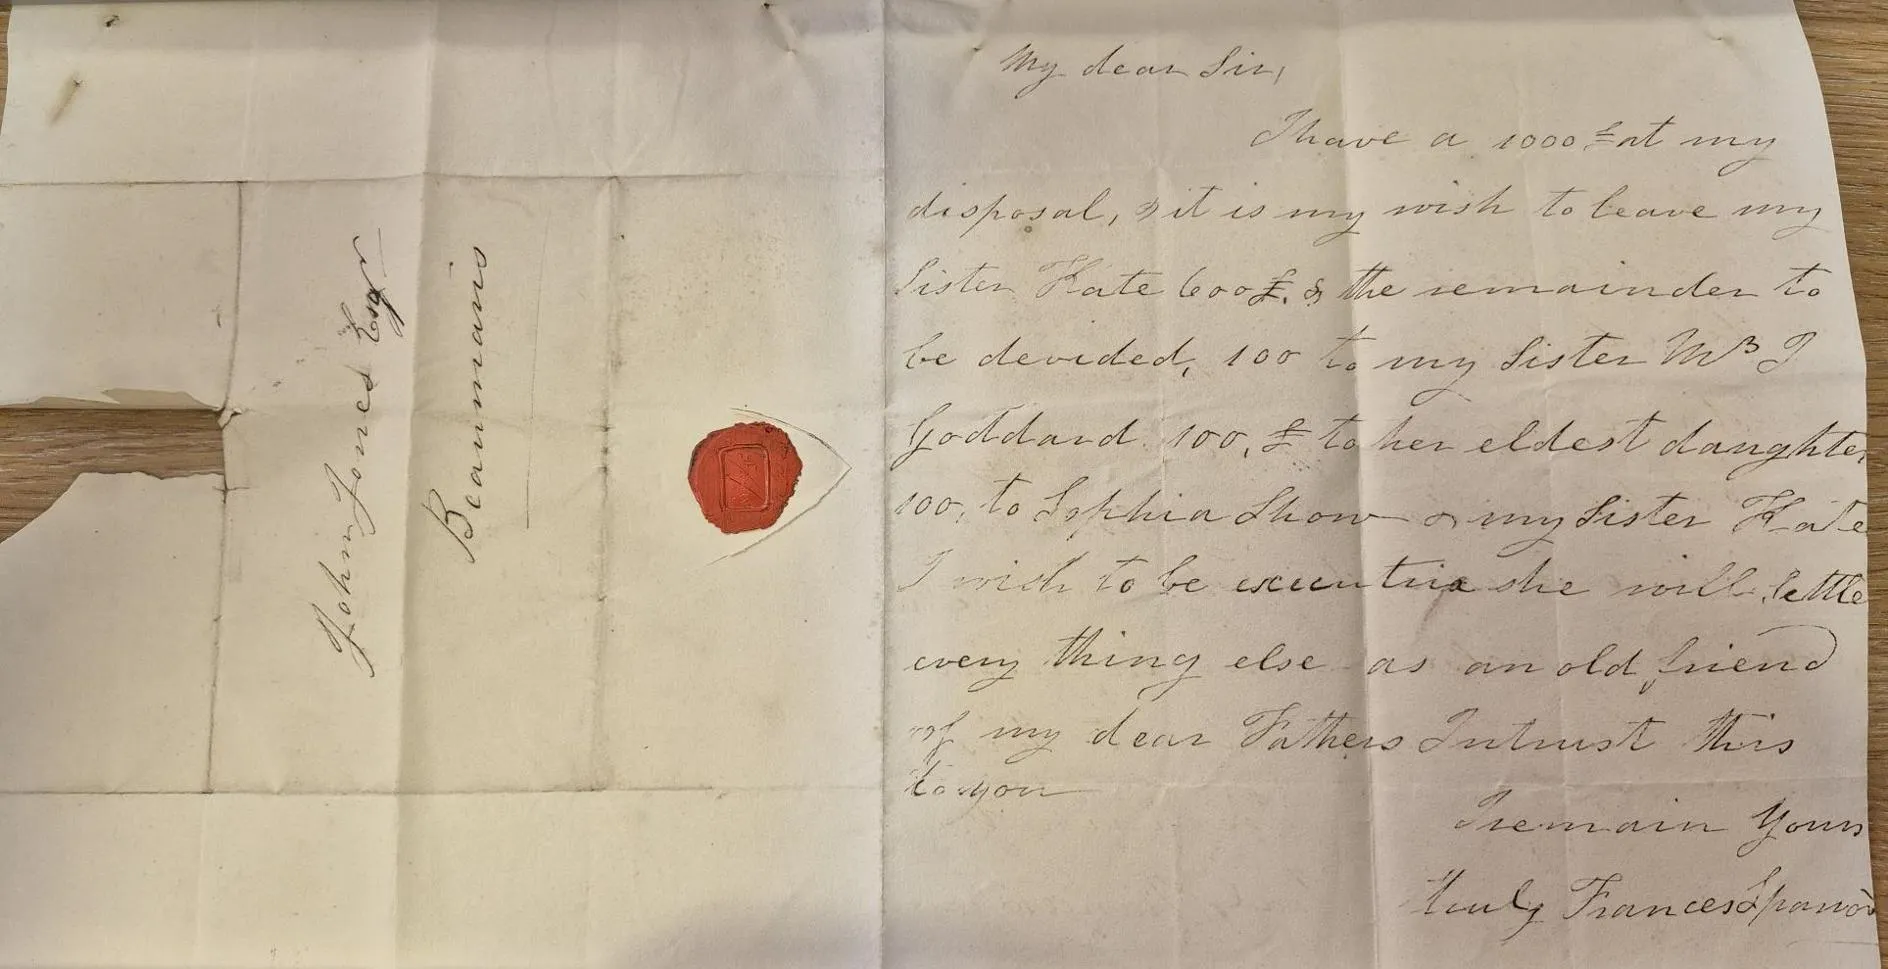 John Jones Esqr
Beaumaris
My dear Sir,
I have a 1000 £ at my
disposal, & it is my wish to leave my
Sister Kate 600 £. & the remainder to
be devided, 100 to my Sister Mrs J
Goddard 100, £ to her eldest daughter
100, to Sophia Show & my Sister Kate
I wish to be executrix she will settle
every thing else as an old friend
of my dear Fathers I intrust this
to you
I remain Yours
truly Frances